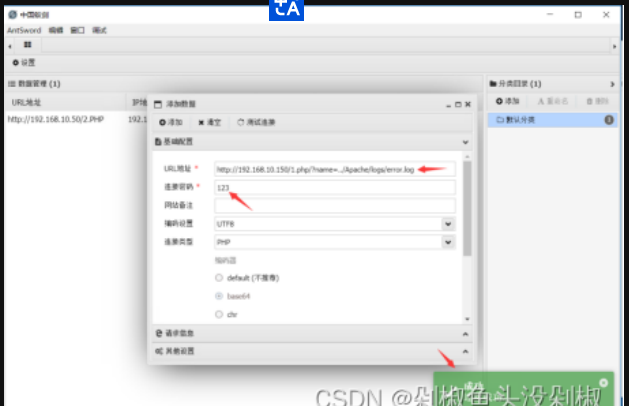 中国蚁剑
AntSword 编辑 窗口 调试
设置
数据管理 (1)
URL地址
http://192.168.10.50/2.PHP 192.1
分类目录 (1)
添加 重命名 删除
默认分类
添加数据
添加 清空 测试连接
基础配置
URL地址 * http://192.168.10.150/1.php/?name=../Apache/logs/error.log
连接密码 * 123
网站备注
编码设置 UTF8
连接类型 PHP
编码器
default (不推荐)
base64
chr
请求信息
其他设置
CSDN @剁椒鱼头没剁椒